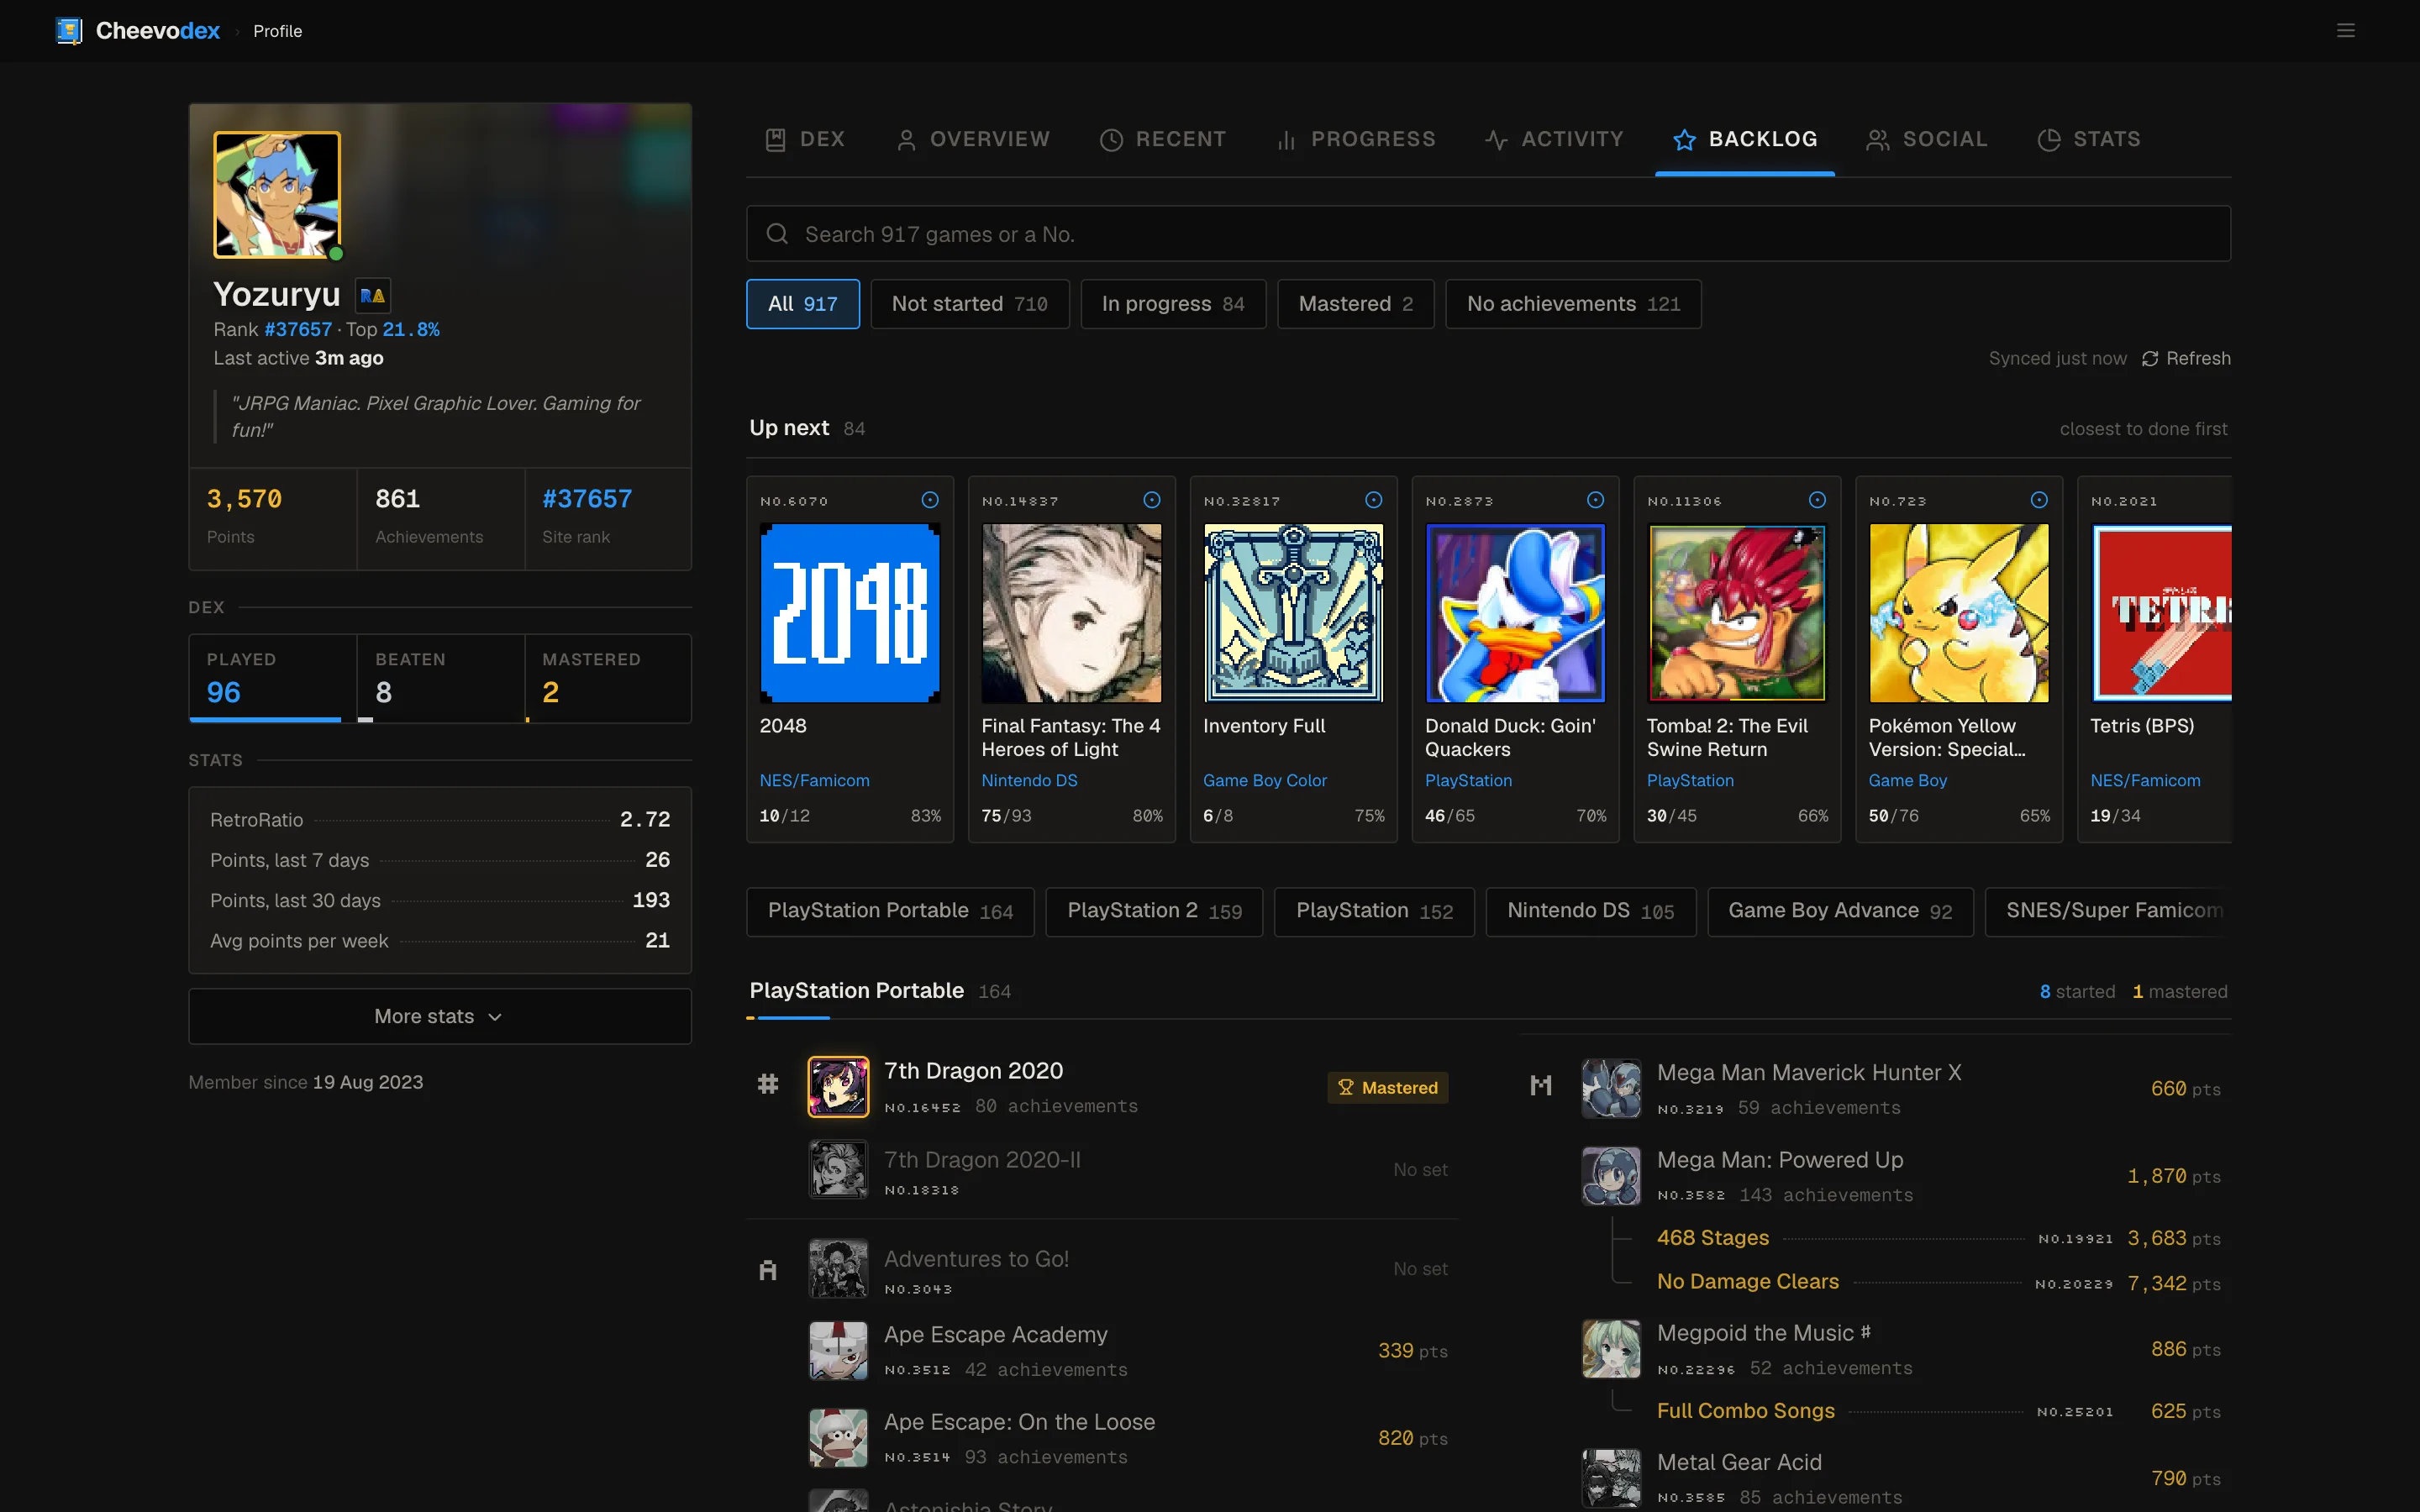 Cheevodex › Profile
Yozuryu RA
Rank #37657 · Top 21.8%
Last active 3m ago
"JRPG Maniac. Pixel Graphic Lover. Gaming for
fun!"
3,570 861 #37657
Points Achievements Site rank
DEX
PLAYED BEATEN MASTERED
96 8 2
STATS
RetroRatio 2.72
Points, last 7 days 26
Points, last 30 days 193
Avg points per week 21
More stats
Member since 19 Aug 2023
DEX OVERVIEW RECENT PROGRESS ACTIVITY BACKLOG SOCIAL STATS
Search 917 games or a No.
All 917 Not started 710 In progress 84 Mastered 2 No achievements 121
Synced just now Refresh
Up next 84 closest to done first
No.6070
2048
2048
NES/Famicom
10/12 83%
No.14837
Final Fantasy: The 4
Heroes of Light
Nintendo DS
75/93 80%
No.32817
Inventory Full
Game Boy Color
6/8 75%
No.2873
Donald Duck: Goin'
Quackers
PlayStation
46/65 70%
No.11306
Tomba! 2: The Evil
Swine Return
PlayStation
30/45 66%
No.723
Pokémon Yellow
Version: Special...
Game Boy
50/76 65%
No.2021
TETRI
Tetris (BPS)
NES/Famicom
19/34
PlayStation Portable 164 PlayStation 2 159 PlayStation 152 Nintendo DS 105 Game Boy Advance 92 SNES/Super Famicom
PlayStation Portable 164 8 started 1 mastered
#
7th Dragon 2020
No.16452 80 achievements
Mastered
7th Dragon 2020-II
No.18318
No set
A
Adventures to Go!
No.3043
No set
Ape Escape Academy
No.3512 42 achievements
339 pts
Ape Escape: On the Loose
No.3514 93 achievements
820 pts
Astonishia Story
M
Mega Man Maverick Hunter X
No.3219 59 achievements
660 pts
Mega Man: Powered Up
No.3582 143 achievements
1,870 pts
468 Stages No.19921 3,683 pts
No Damage Clears No.20229 7,342 pts
Megpoid the Music ♯
No.22296 52 achievements
886 pts
Full Combo Songs No.25201 625 pts
Metal Gear Acid
No.3585 85 achievements
790 pts